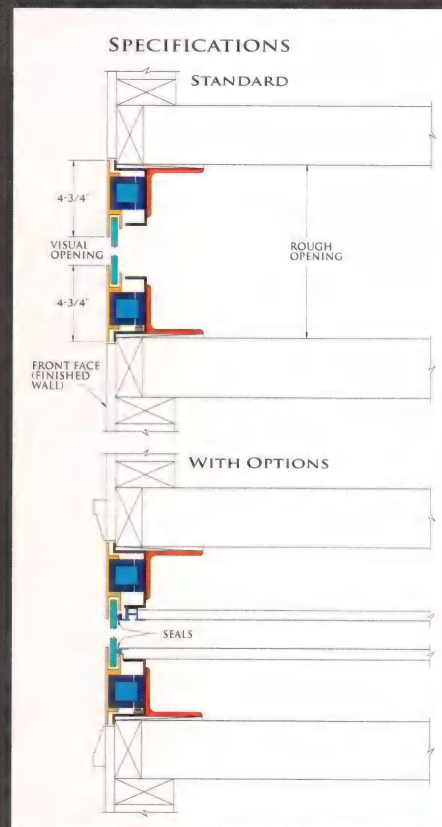 SPECIFICATIONS
STANDARD
4-3/4"
VISUAL
OPENING
ROUGH
OPENING
4-3/4"
FRONT FACE
(FINISHED
WALL)
WITH OPTIONS
SEALS